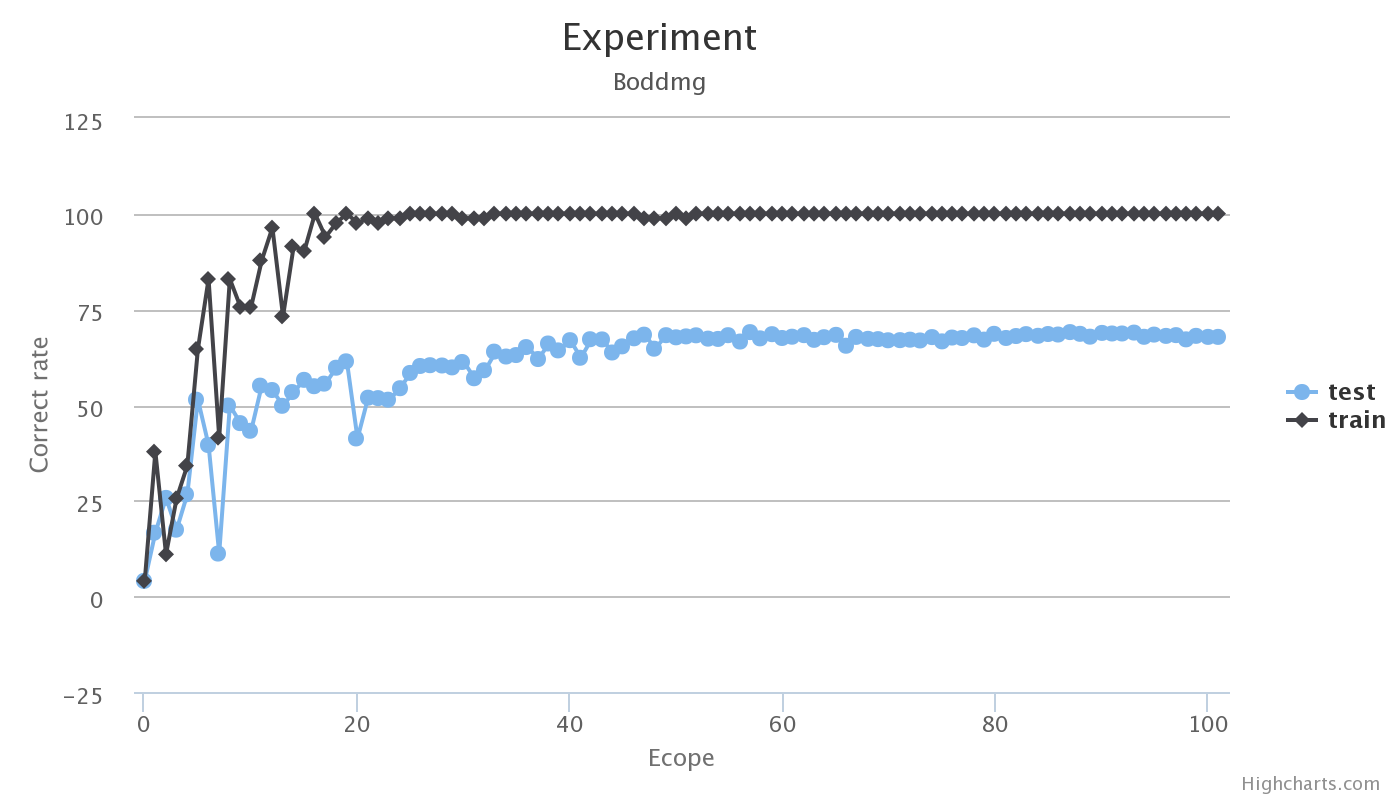 Experiment
Boddmg
125
100
75
50
25
0
−25
Correct rate
0 20 40 60 80 100
Ecope
test
train
Highcharts.com